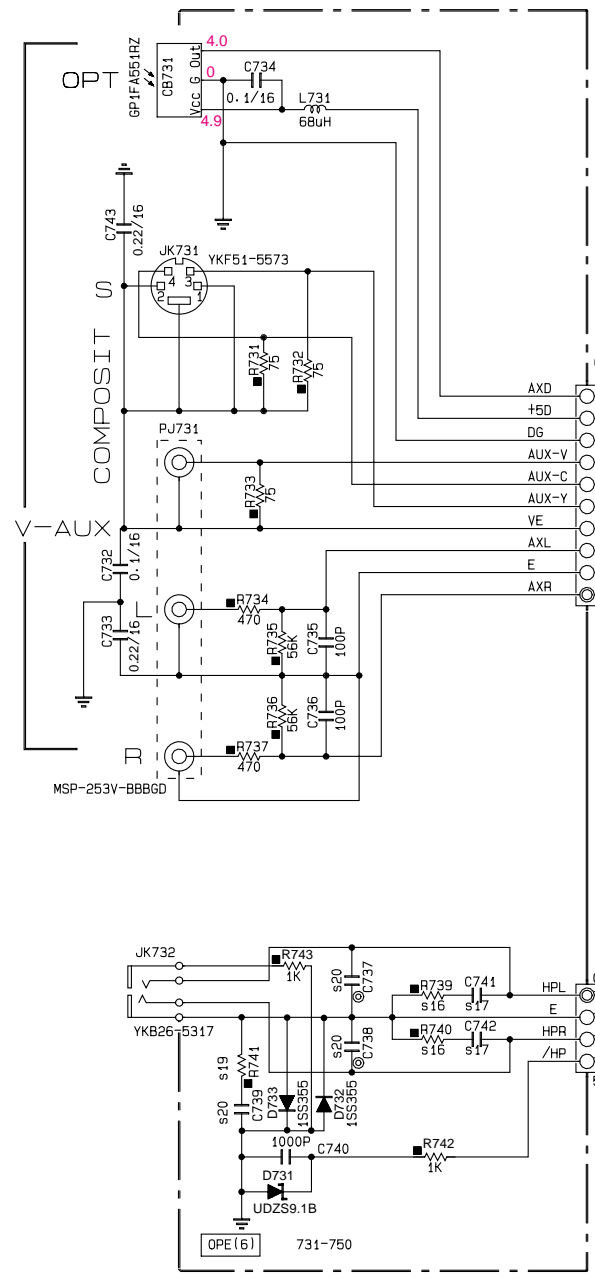 GP1FA551RZ
OPT
CB731
Out
G
Vcc
4.0
0
4.9
C734
0.1/16
L731
68uH
C743
0.22/16
JK731
YKF51-5573
4 3
2 1
S
COMPOSIT
R731
75
R732
75
PJ731
R733
75
V-AUX
C732
0.1/16
C733
0.22/16
L
R734
470
R735
56K
C735
100P
R736
56K
C736
100P
R
R737
470
MSP-253V-BBBGD
AXD
+5D
DG
AUX-V
AUX-C
AUX-Y
VE
AXL
E
AXR
JK732
YKB26-5317
R743
1K
s20
C737
R739
s16
C741
s17
R740
s16
C742
s17
s20
C738
HPL
E
HPR
/HP
s19
R741
s20
C739
D733
1SS355
D732
1SS355
1000P
C740
R742
1K
D731
UDZS9.1B
OPE(6)
731-750